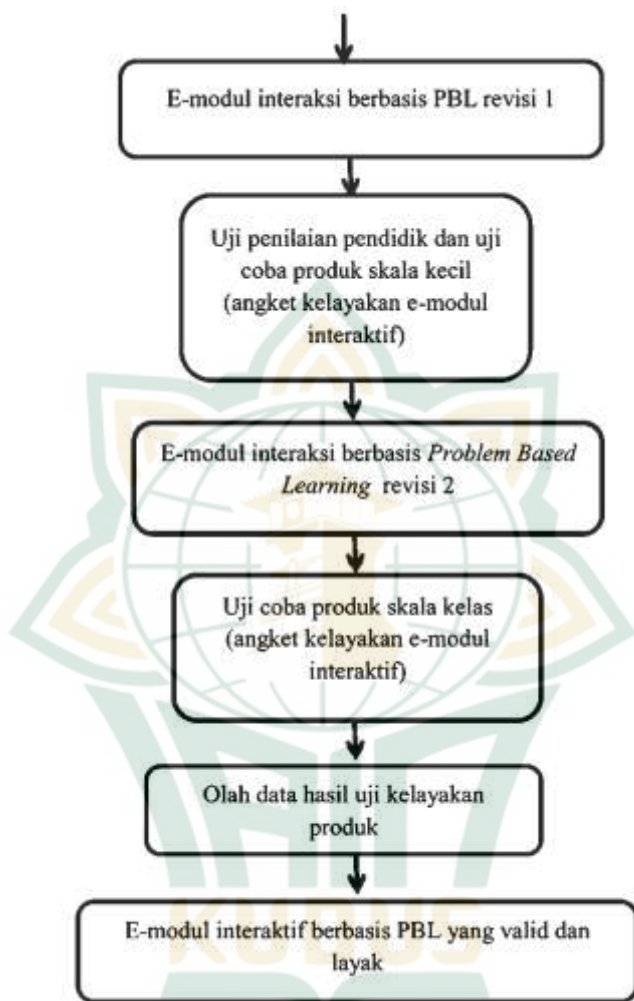 E-modul interaksi berbasis PBL revisi 1
Uji penilaian pendidik dan uji
coba produk skala kecil
(angket kelayakan e-modul
interaktif)
E-modul interaksi berbasis Problem Based
Learning revisi 2
Uji coba produk skala kelas
(angket kelayakan e-modul
interaktif)
Olah data hasil uji kelayakan
produk
E-modul interaktif berbasis PBL yang valid dan
layak
KUDUS